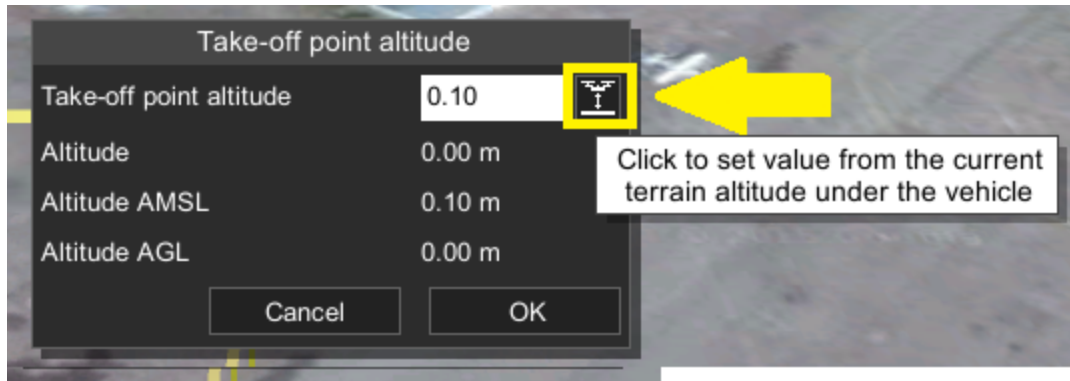 Take-off point altitude
Take-off point altitude 0.10
Altitude 0.00 m
Click to set value from the current
terrain altitude under the vehicle
Altitude AMSL 0.10 m
Altitude AGL 0.00 m
Cancel OK